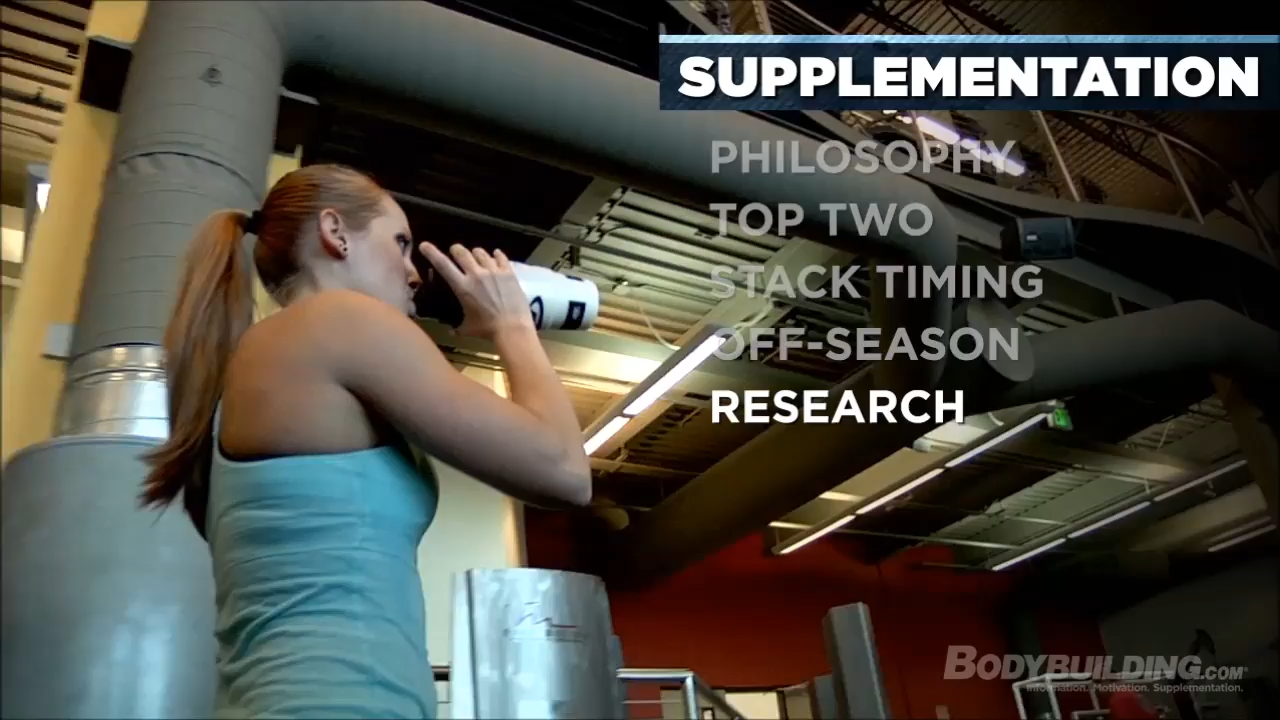 SUPPLEMENTATION
PHILOSOPHY
TOP TWO
STACK TIMING
OFF-SEASON
RESEARCH
BODYBUILDING.COM
Information. Motivation. Supplementation.